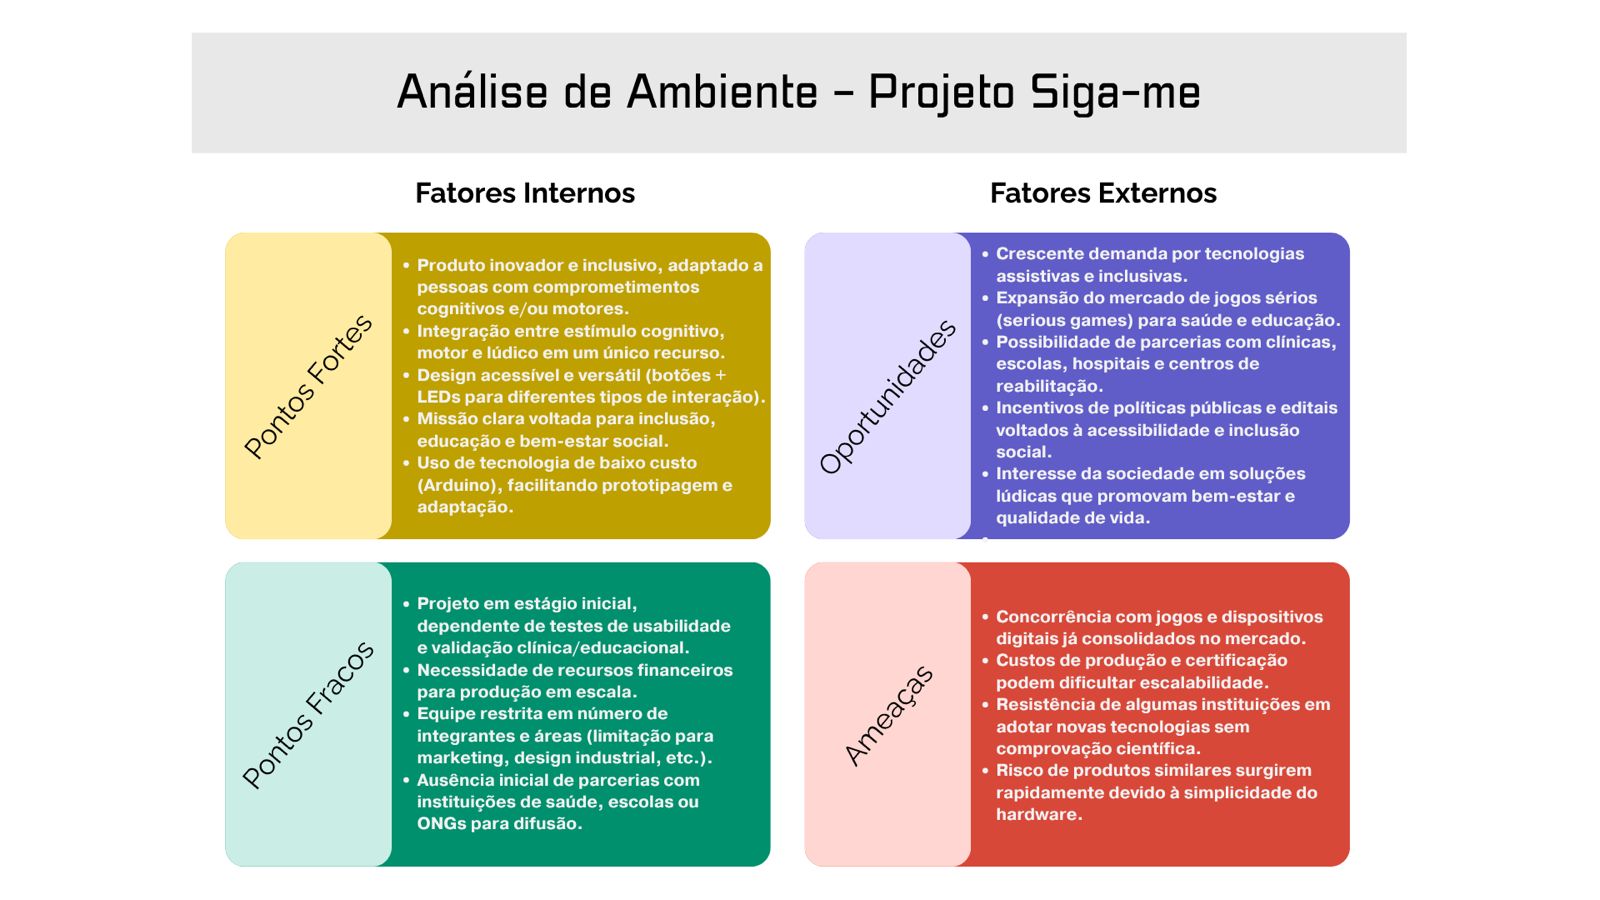 Análise de Ambiente – Projeto Siga-me
Fatores Internos
Pontos Fortes
• Produto inovador e inclusivo, adaptado a
pessoas com comprometimentos
cognitivos e/ou motores.
• Integração entre estímulo cognitivo,
motor e lúdico em um único recurso.
• Design acessível e versátil (botões +
LEDs para diferentes tipos de interação).
• Missão clara voltada para inclusão,
educação e bem-estar social.
• Uso de tecnologia de baixo custo
(Arduino), facilitando prototipagem e
adaptação.
Pontos Fracos
• Projeto em estágio inicial,
dependente de testes de usabilidade
e validação clínica/educacional.
• Necessidade de recursos financeiros
para produção em escala.
• Equipe restrita em número de
integrantes e áreas (limitação para
marketing, design industrial, etc.).
• Ausência inicial de parcerias com
instituições de saúde, escolas ou
ONGs para difusão.
Fatores Externos
Oportunidades
• Crescente demanda por tecnologias
assistivas e inclusivas.
• Expansão do mercado de jogos sérios
(serious games) para saúde e educação.
• Possibilidade de parcerias com clínicas,
escolas, hospitais e centros de
reabilitação.
• Incentivos de políticas públicas e editais
voltados à acessibilidade e inclusão
social.
• Interesse da sociedade em soluções
lúdicas que promovam bem-estar e
qualidade de vida.
Ameaças
• Concorrência com jogos e dispositivos
digitais já consolidados no mercado.
• Custos de produção e certificação
podem dificultar escalabilidade.
• Resistência de algumas instituições em
adotar novas tecnologias sem
comprovação científica.
• Risco de produtos similares surgirem
rapidamente devido à simplicidade do
hardware.